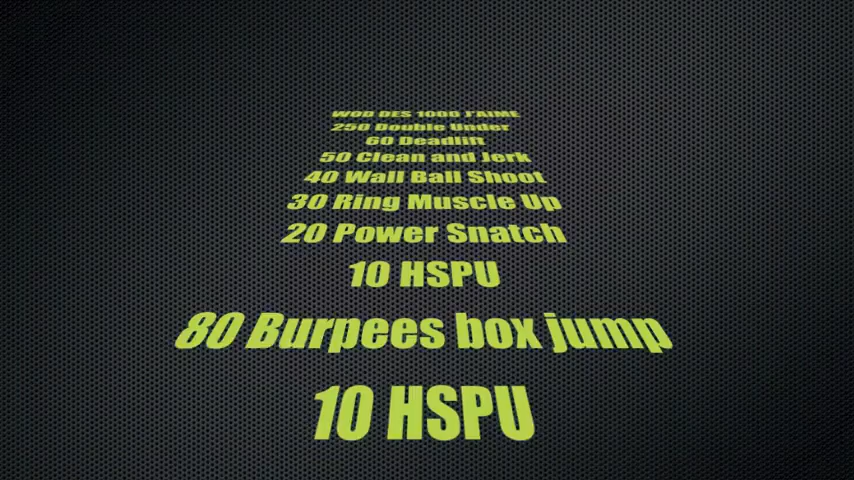 WOD DES 1000 J'AIME
250 Double Under
60 Deadlift
50 Clean and Jerk
40 Wall Ball Shoot
30 Ring Muscle Up
20 Power Snatch
10 HSPU
80 Burpees box jump
10 HSPU